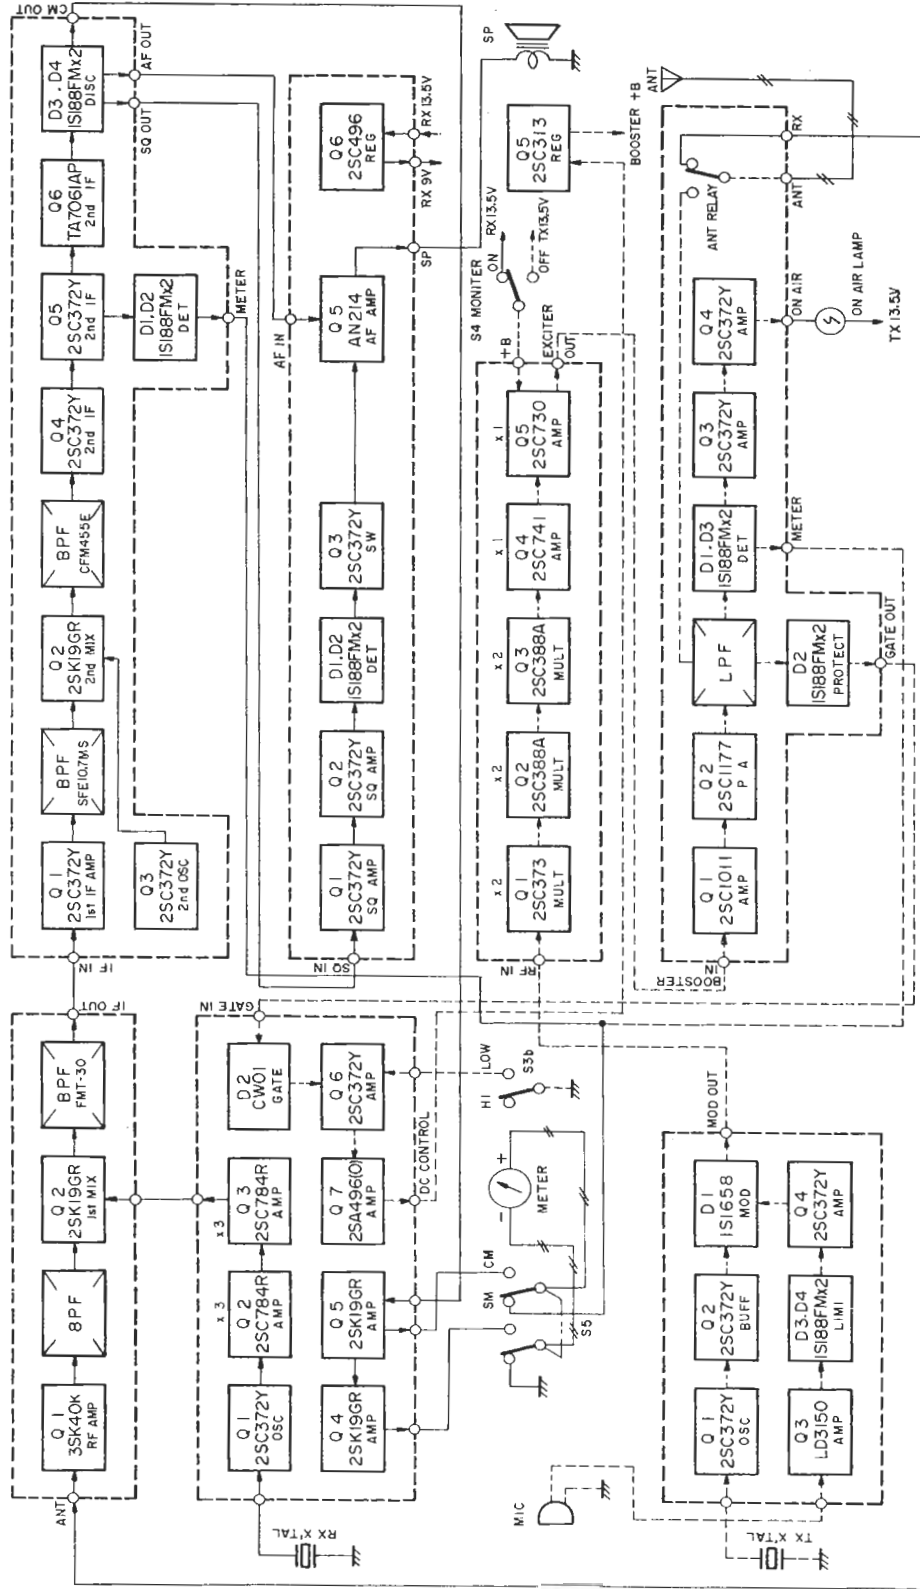 ANT
Q1
3SK40K
RF AMP
BPF
Q2
2SK19GR
1st MIX
BPF
FMT-30
IF OUT
IF IN
Q1
2SC372Y
1st IF AMP
BPF
SFE10.7MS
Q2
2SK19GR
2nd MIX
BPF
CFM455E
Q4
2SC372Y
2nd IF
Q5
2SC372Y
2nd IF
Q6
TA7061AP
2nd IF
D3.D4
1S188FMx2
DISC
CM OUT
Q3
2SC372Y
2nd OSC
D1.D2
1S188FMx2
DET
METER
SQ OUT
AF OUT
RX X'TAL
Q1
2SC372Y
OSC
x 3
Q2
2SC784R
AMP
x 3
Q3
2SC784R
AMP
D2
CW01
GATE
GATE IN
Q4
2SK19GR
AMP
Q5
2SK19GR
AMP
Q7
2SA496(O)
AMP
Q6
2SC372Y
AMP
DC CONTROL
SQ IN
Q1
2SC372Y
SQ AMP
Q2
2SC372Y
SQ AMP
D1.D2
1S188FMx2
DET
Q3
2SC372Y
SW
AF IN
Q5
AN214
AF AMP
Q6
2SC496
REG
SP
RX 9V
RX 13.5V
SP
S5
SM
CM
METER
−
+
HI
LOW
S3b
MIC
RF IN
x 2
Q1
2SC373
MULT
x 2
Q2
2SC388A
MULT
x 2
Q3
2SC388A
MULT
x 1
Q4
2SC741
AMP
x 1
Q5
2SC730
AMP
+B
EXCITER
OUT
S4 MONITER
ON
RX13.5V
OFF
TX13.5V
Q5
2SC1313
REG
BOOSTER +B
ANT
TX X'TAL
Q1
2SC372Y
OSC
Q2
2SC372Y
BUFF
D1
1S1658
MOD
MOD OUT
Q3
LD3150
AMP
D3.D4
1S188FMx2
LIMI
Q4
2SC372Y
AMP
BOOSTER
IN
Q1
2SC1011
AMP
Q2
2SC1177
P A
LPF
D1.D3
1S188FMx2
DET
Q3
2SC372Y
AMP
Q4
2SC372Y
AMP
ANT RELAY
D2
1S188FMx2
PROTECT
GATE OUT
METER
ON AIR
ANT
RX
ON AIR LAMP
TX 13.5V